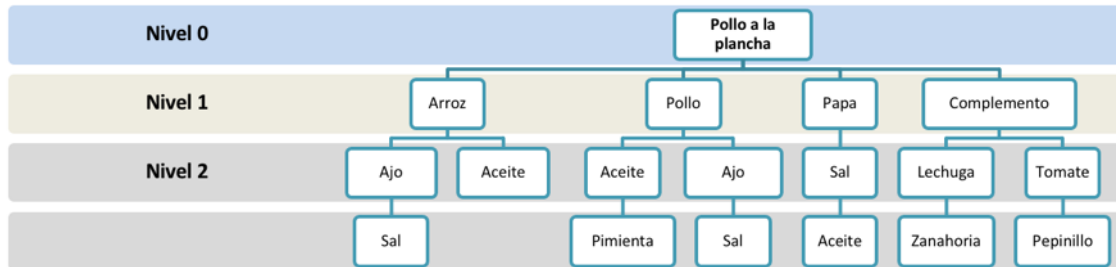 Nivel 0
Pollo a la
plancha
Nivel 1
Arroz
Pollo
Papa
Complemento
Nivel 2
Ajo
Aceite
Aceite
Ajo
Sal
Lechuga
Tomate
Sal
Pimienta
Sal
Aceite
Zanahoria
Pepinillo